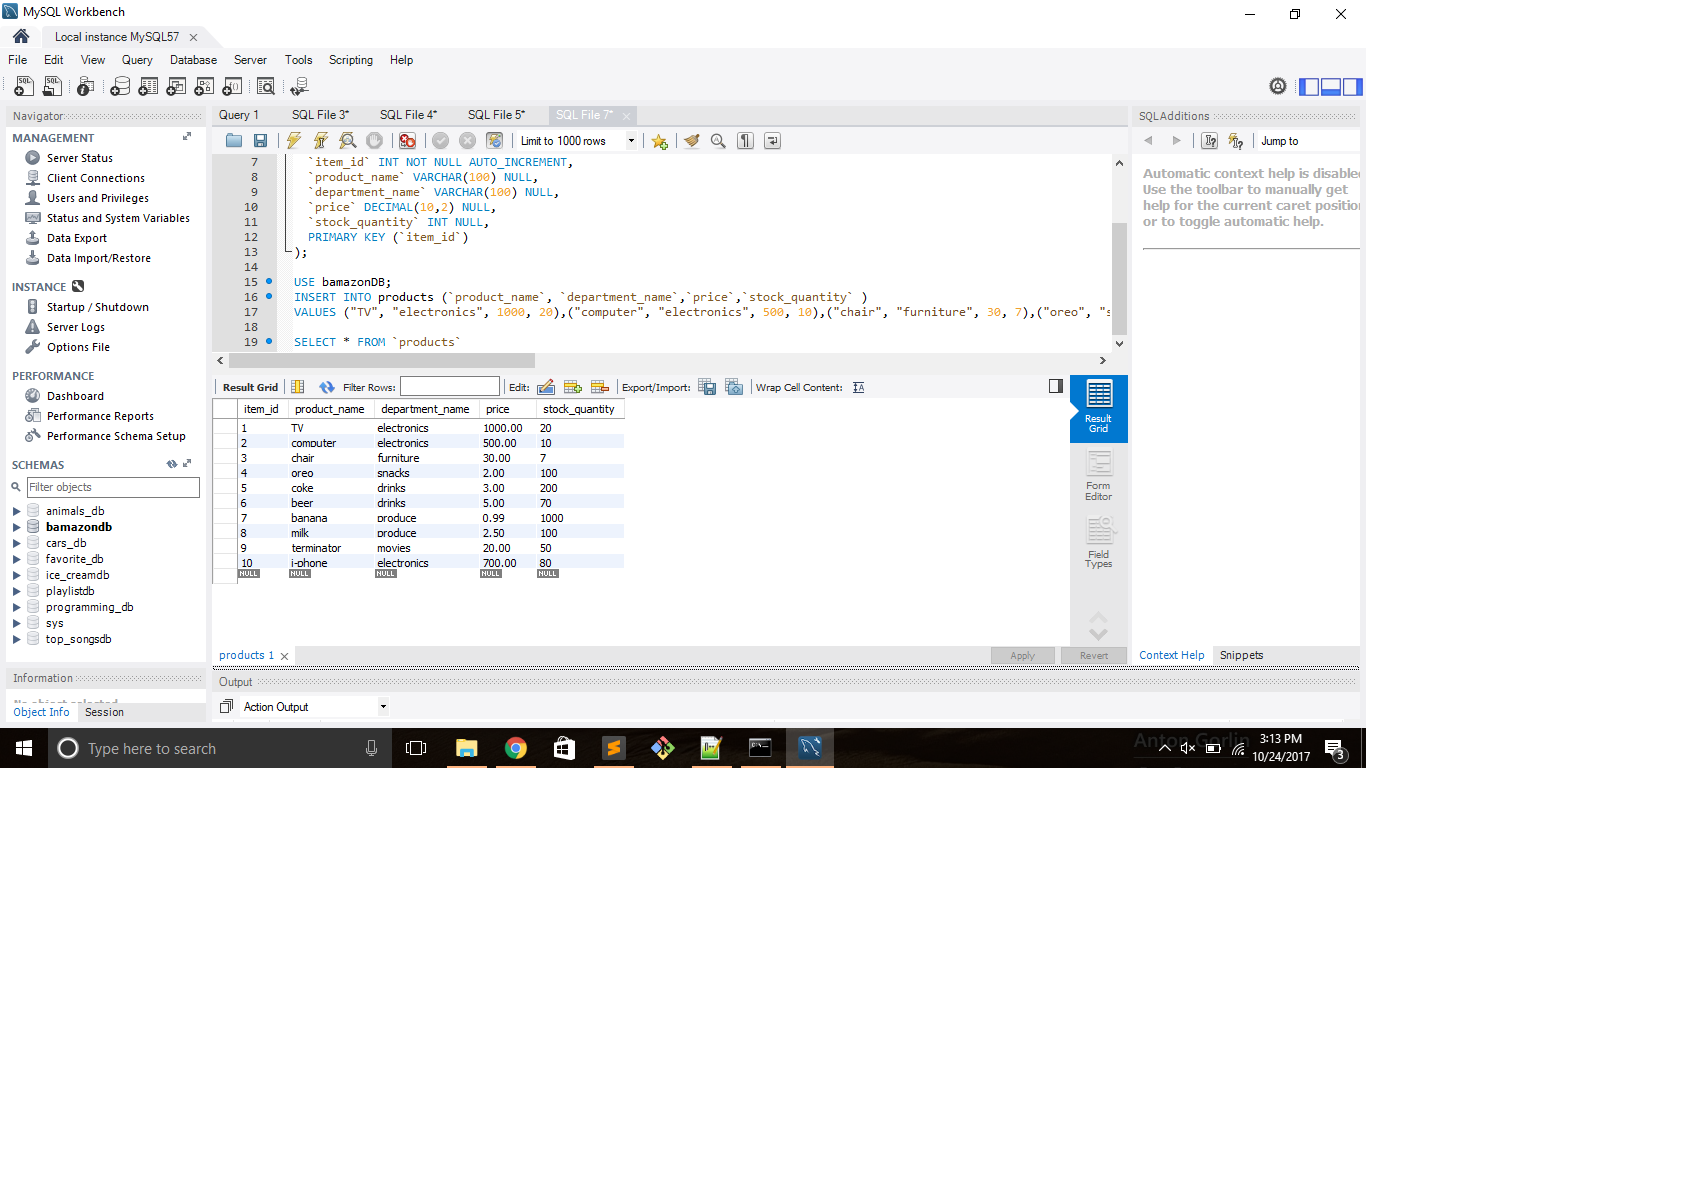 MySQL Workbench
Local instance MySQL57
File Edit View Query Database Server Tools Scripting Help
Navigator
MANAGEMENT
Server Status
Client Connections
Users and Privileges
Status and System Variables
Data Export
Data Import/Restore
INSTANCE
Startup / Shutdown
Server Logs
Options File
PERFORMANCE
Dashboard
Performance Reports
Performance Schema Setup
SCHEMAS
Filter objects
animals_db
bamazondb
cars_db
favorite_db
ice_creamdb
playlistdb
programming_db
sys
top_songsdb
Information
Object Info Session
Query 1 SQL File 3* SQL File 4* SQL File 5* SQL File 7*
Limit to 1000 rows
7 `item_id` INT NOT NULL AUTO_INCREMENT,
8 `product_name` VARCHAR(100) NULL,
9 `department_name` VARCHAR(100) NULL,
10 `price` DECIMAL(10,2) NULL,
11 `stock_quantity` INT NULL,
12 PRIMARY KEY (`item_id`)
13 );
14
15 USE bamazonDB;
16 INSERT INTO products (`product_name`, `department_name`,`price`,`stock_quantity` )
17 VALUES ("TV", "electronics", 1000, 20),("computer", "electronics", 500, 10),("chair", "furniture", 30, 7),("oreo", "s
18
19 SELECT * FROM `products`
Result Grid Filter Rows: Edit: Export/Import: Wrap Cell Content:
item_id product_name department_name price stock_quantity
1 TV electronics 1000.00 20
2 computer electronics 500.00 10
3 chair furniture 30.00 7
4 oreo snacks 2.00 100
5 coke drinks 3.00 200
6 beer drinks 5.00 70
7 banana produce 0.99 1000
8 milk produce 2.50 100
9 terminator movies 20.00 50
10 i-phone electronics 700.00 80
NULL NULL NULL NULL NULL
Result
Grid
Form
Editor
Field
Types
products 1
Apply Revert
Output
Action Output
SQLAdditions
Jump to
Automatic context help is disabled
Use the toolbar to manually get
help for the current caret position
or to toggle automatic help.
Context Help Snippets
Type here to search
Anton Gorlin
3:13 PM
10/24/2017
3